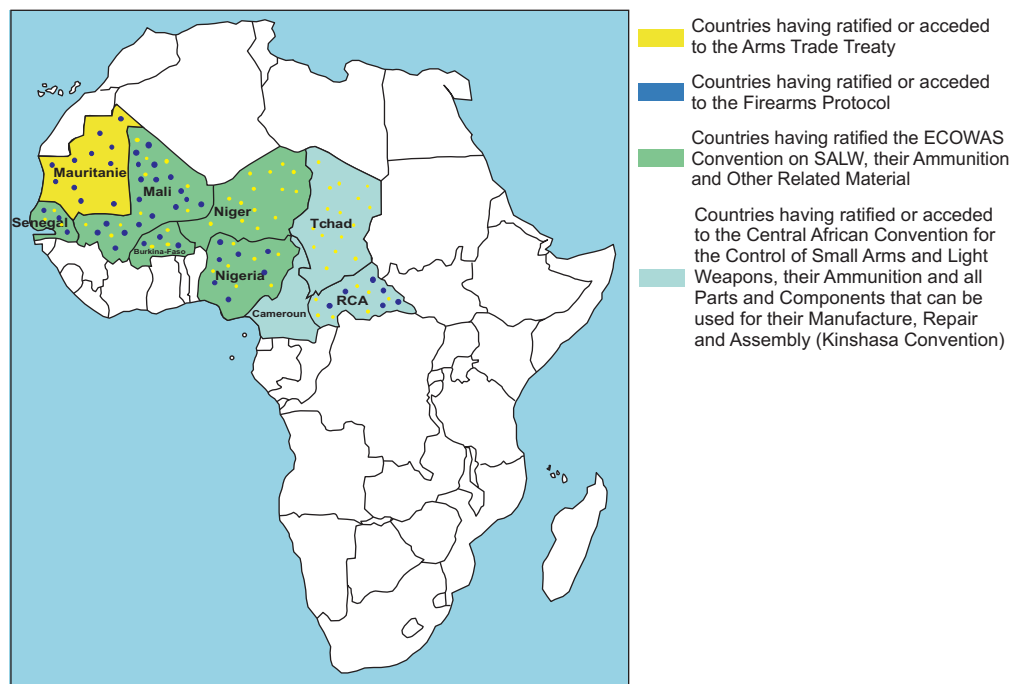 Mauritanie
Mali
Niger
Senegal
Tchad
Burkina-Faso
Nigeria
RCA
Cameroun
Countries having ratified or acceded
to the Arms Trade Treaty
Countries having ratified or acceded
to the Firearms Protocol
Countries having ratified the ECOWAS
Convention on SALW, their Ammunition
and Other Related Material
Countries having ratified or acceded
to the Central African Convention for
the Control of Small Arms and Light
Weapons, their Ammunition and all
Parts and Components that can be
used for their Manufacture, Repair
and Assembly (Kinshasa Convention)